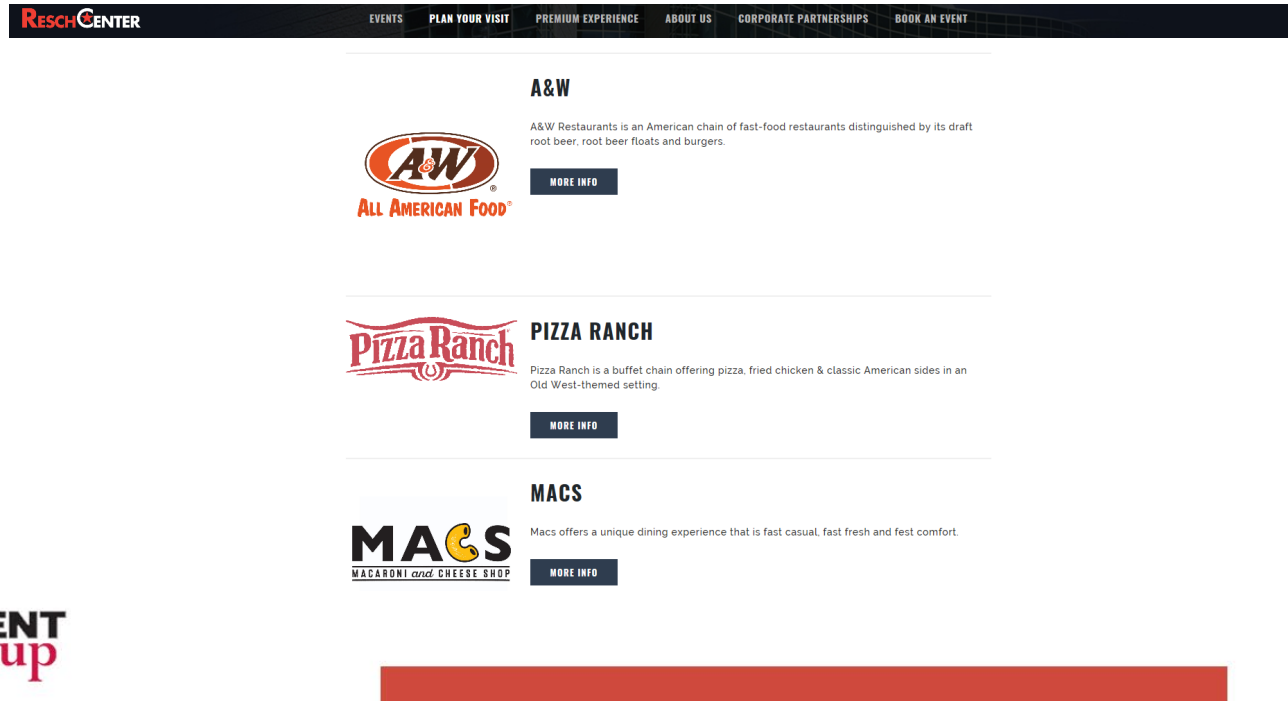 RESCH CENTER
EVENTS PLAN YOUR VISIT PREMIUM EXPERIENCE ABOUT US CORPORATE PARTNERSHIPS BOOK AN EVENT
A&W
A&W Restaurants is an American chain of fast-food restaurants distinguished by its draft
root beer, root beer floats and burgers.
MORE INFO
A&W®
ALL AMERICAN FOOD®
Pizza Ranch
PIZZA RANCH
Pizza Ranch is a buffet chain offering pizza, fried chicken & classic American sides in an
Old West-themed setting.
MORE INFO
MACS
Macs offers a unique dining experience that is fast casual, fast fresh and fest comfort.
MORE INFO
MACS
MACARONI and CHEESE SHOP
ENT
up